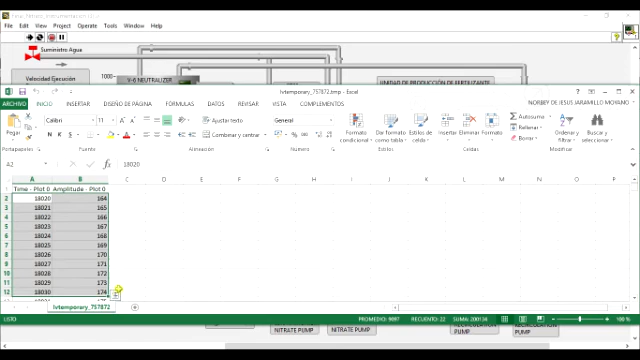 File Edit View Project Operate Tools Window Help
Suministro Agua
Velocidad Ejecución
1000
V-6 NEUTRALIZER
UNIDAD DE PRODUCCIÓN DE FERTILIZANTE
lvtemporary_757872.tmp - Excel
ARCHIVO INICIO INSERTAR DISEÑO DE PÁGINA FÓRMULAS DATOS REVISAR VISTA COMPLEMENTOS NORBEY DE JESUS JARAMILLO MOYANO
Pegar
Calibri 11
Ajustar texto
General
Combinar y centrar
Formato condicional
Dar formato como tabla
Estilos de celda
Insertar Eliminar Formato
Autosuma
Rellenar
Borrar
Ordenar y filtrar
Buscar y seleccionar
Portapapeles Fuente Alineación Número Estilos Celdas Modificar
A2 fx 18020
A B C D E F G H I J K L M N O P
1 Time - Plot 0 Amplitude - Plot 0
2 18020 164
3 18021 165
4 18022 166
5 18023 167
6 18024 168
7 18025 169
8 18026 170
9 18027 171
10 18028 172
11 18029 173
12 18030 174
lvtemporary_757872
LISTO PROMEDIO: 9097 RECUENTO: 22 SUMA: 200134 100 %
NITRATE PUMP
NITRATE PUMP